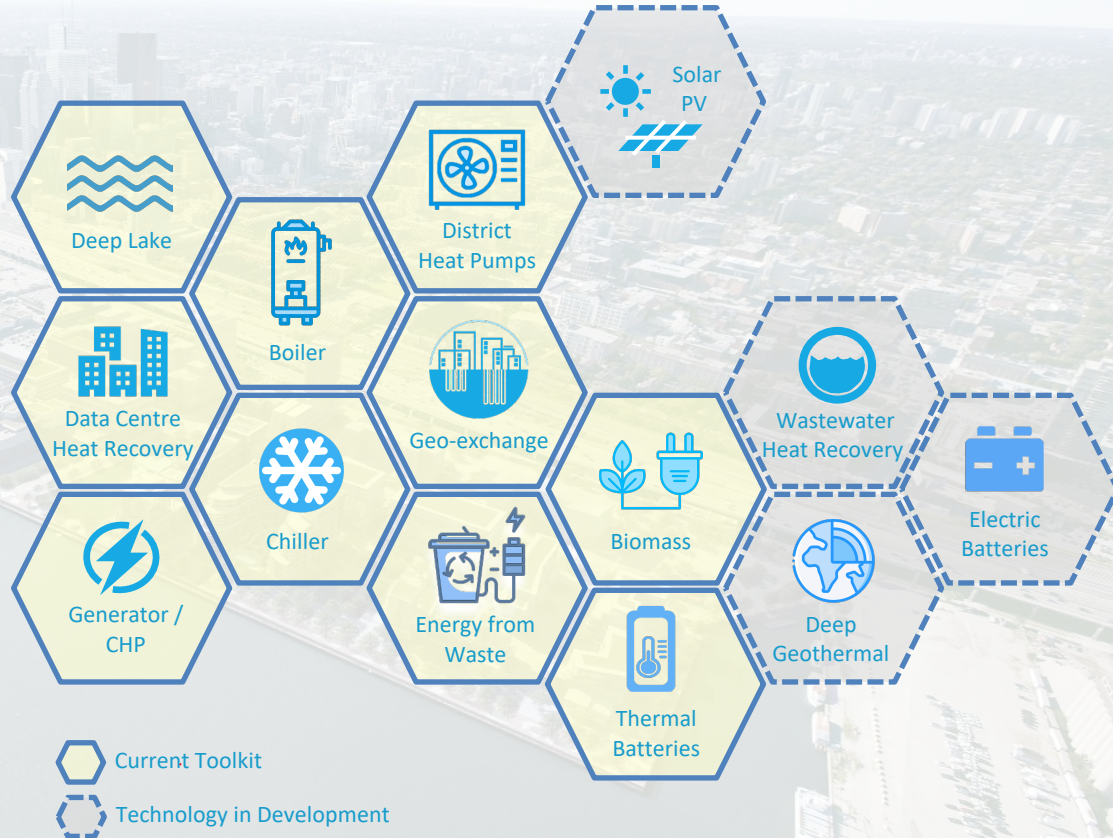 Solar
PV
Deep Lake
District
Heat Pumps
Boiler
Data Centre
Heat Recovery
Geo-exchange
Wastewater
Heat Recovery
Chiller
Biomass
Electric
Batteries
Generator /
CHP
Energy from
Waste
Deep
Geothermal
Thermal
Batteries
Current Toolkit
Technology in Development